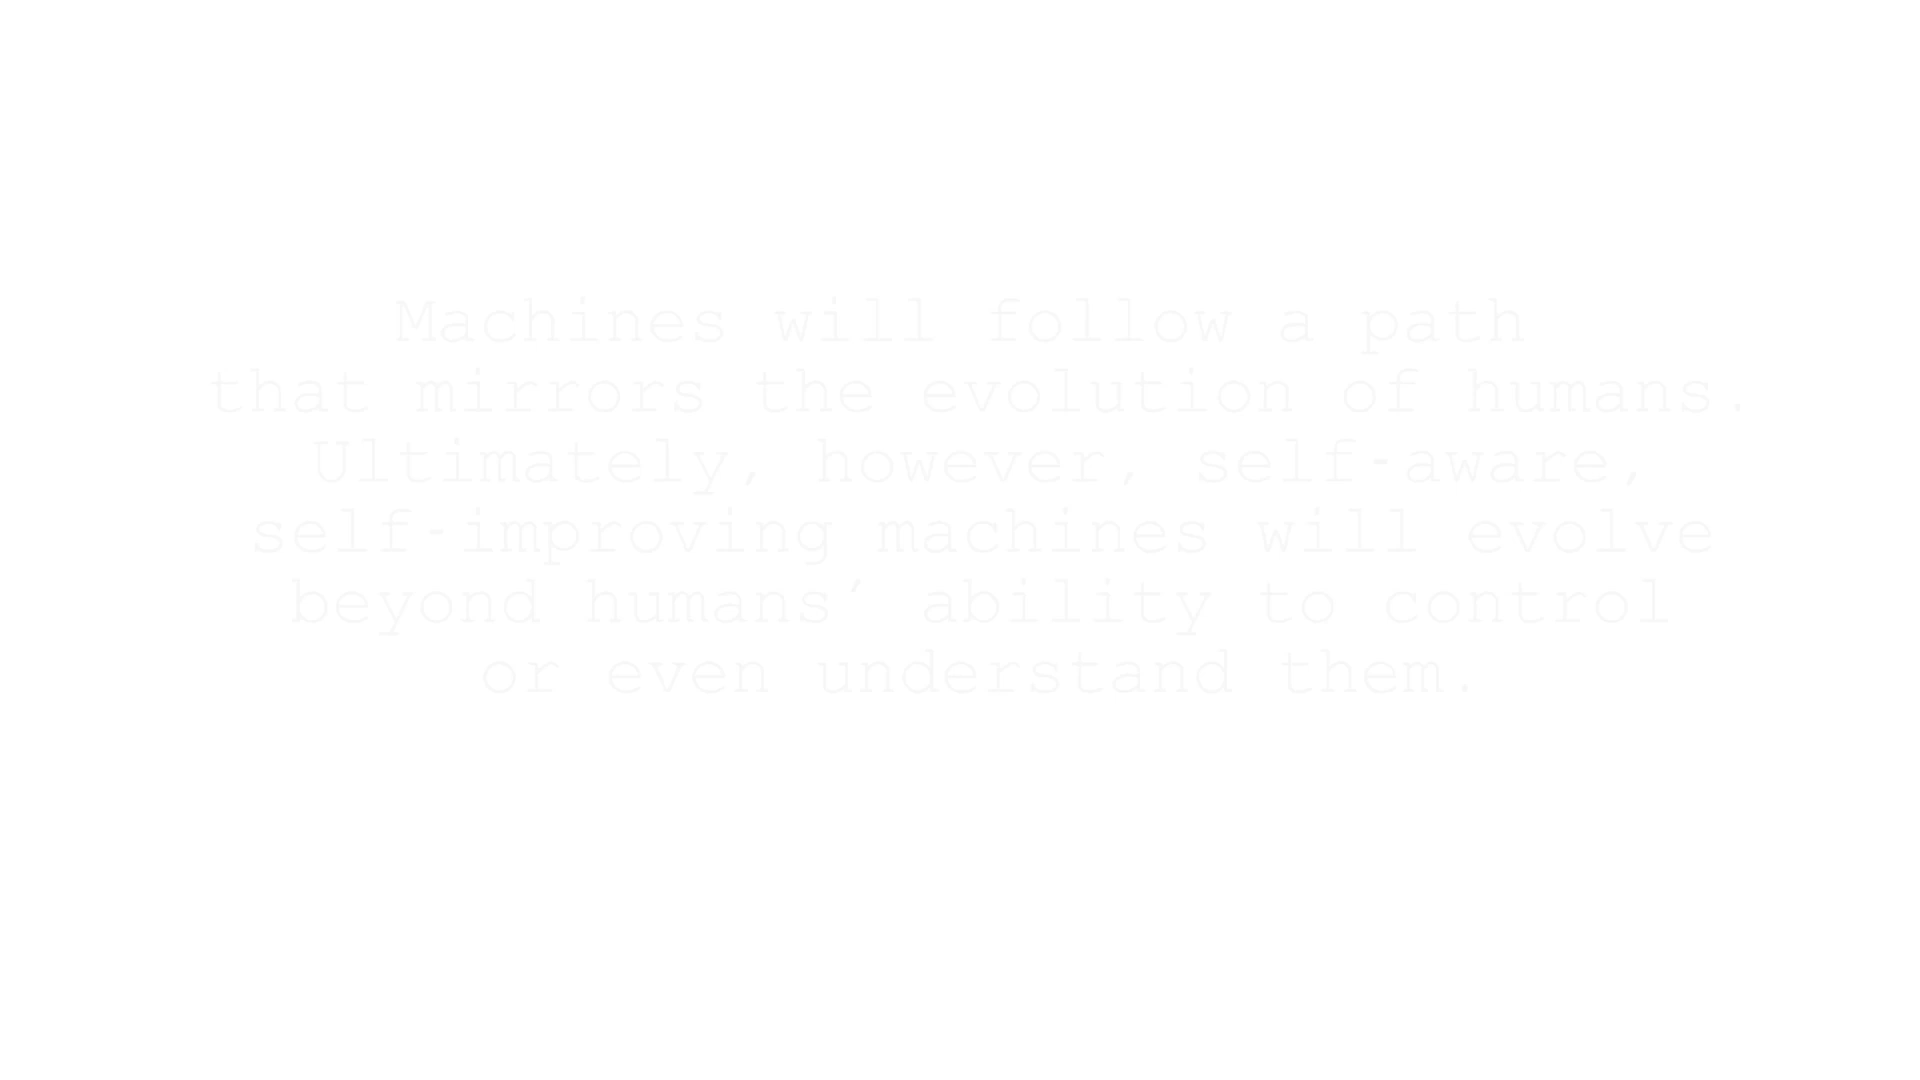 Machines will follow a path
that mirrors the evolution of humans.
Ultimately, however, self-aware,
self-improving machines will evolve
beyond humans’ ability to control
or even understand them.